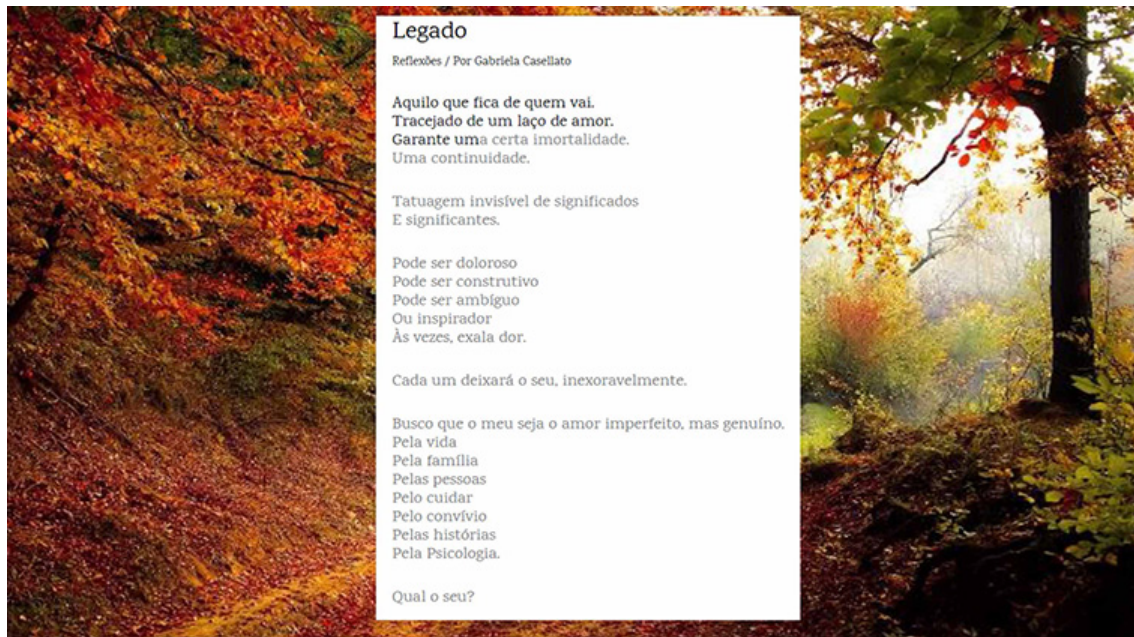 Legado
Reflexões / Por Gabriela Casellato
Aquilo que fica de quem vai.
Tracejado de um laço de amor.
Garante uma certa imortalidade.
Uma continuidade.
Tatuagem invisível de significados
E significantes.
Pode ser doloroso
Pode ser construtivo
Pode ser ambíguo
Ou inspirador
Às vezes, exala dor.
Cada um deixará o seu, inexoravelmente.
Busco que o meu seja o amor imperfeito, mas genuíno.
Pela vida
Pela família
Pelas pessoas
Pelo cuidar
Pelo convívio
Pelas histórias
Pela Psicologia.
Qual o seu?